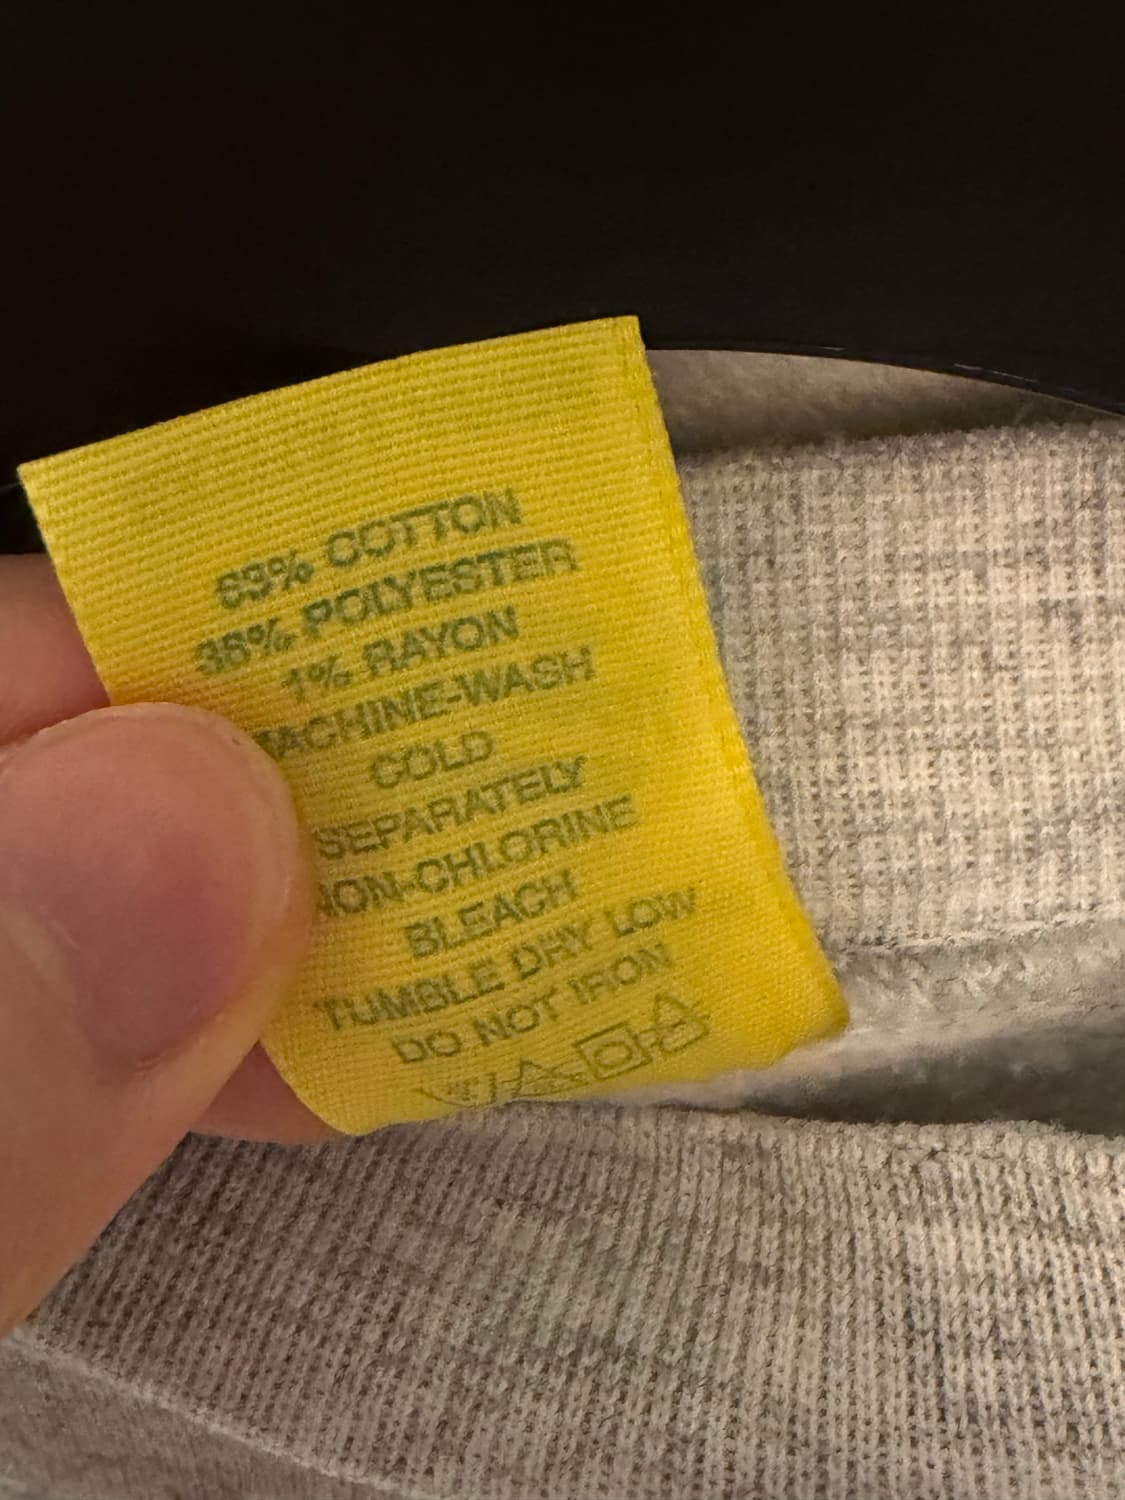 63% COTTON
36% POLYESTER
1% RAYON
MACHINE-WASH
COLD
SEPARATELY
NON-CHLORINE
BLEACH
TUMBLE DRY LOW
DO NOT IRON